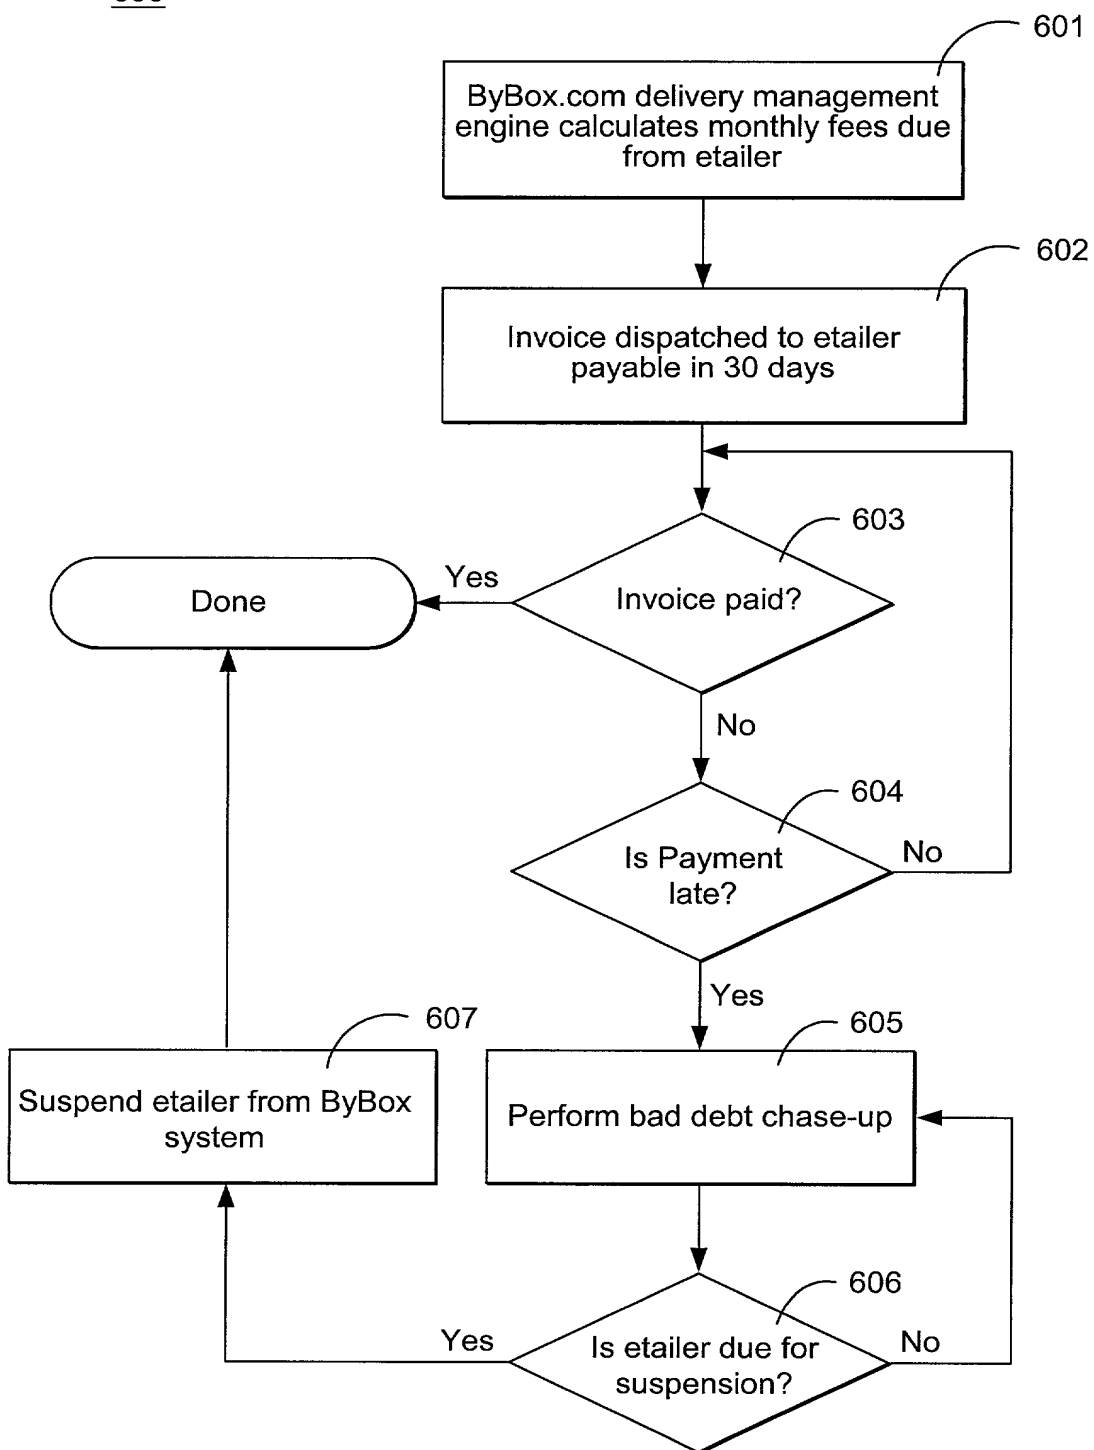 601
ByBox.com delivery management
engine calculates monthly fees due
from etailer
602
Invoice dispatched to etailer
payable in 30 days
603
Invoice paid?
Yes
Done
No
604
Is Payment
late?
No
Yes
605
Perform bad debt chase-up
607
Suspend etailer from ByBox
system
606
Is etailer due for
suspension?
Yes
No